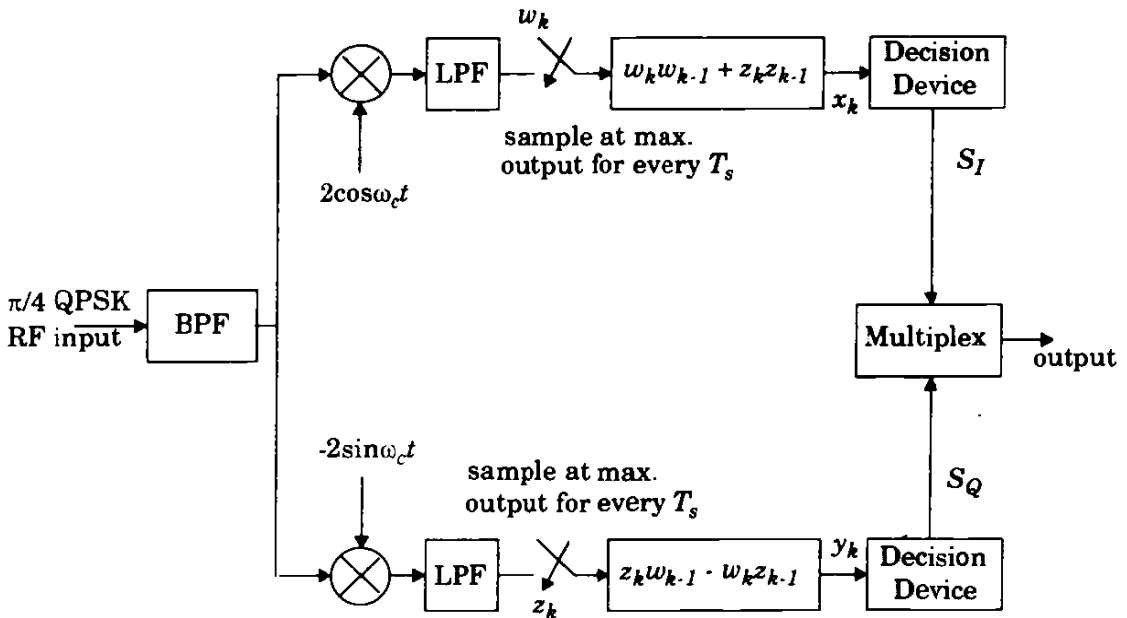 w_k
LPF
w_k w_{k-1} + z_k z_{k-1}
Decision
Device
x_k
sample at max.
output for every T_s
2cosω_c t
S_I
π/4 QPSK
RF input
BPF
Multiplex
output
-2sinω_c t
sample at max.
output for every T_s
S_Q
LPF
z_k
z_k w_{k-1} - w_k z_{k-1}
y_k
Decision
Device